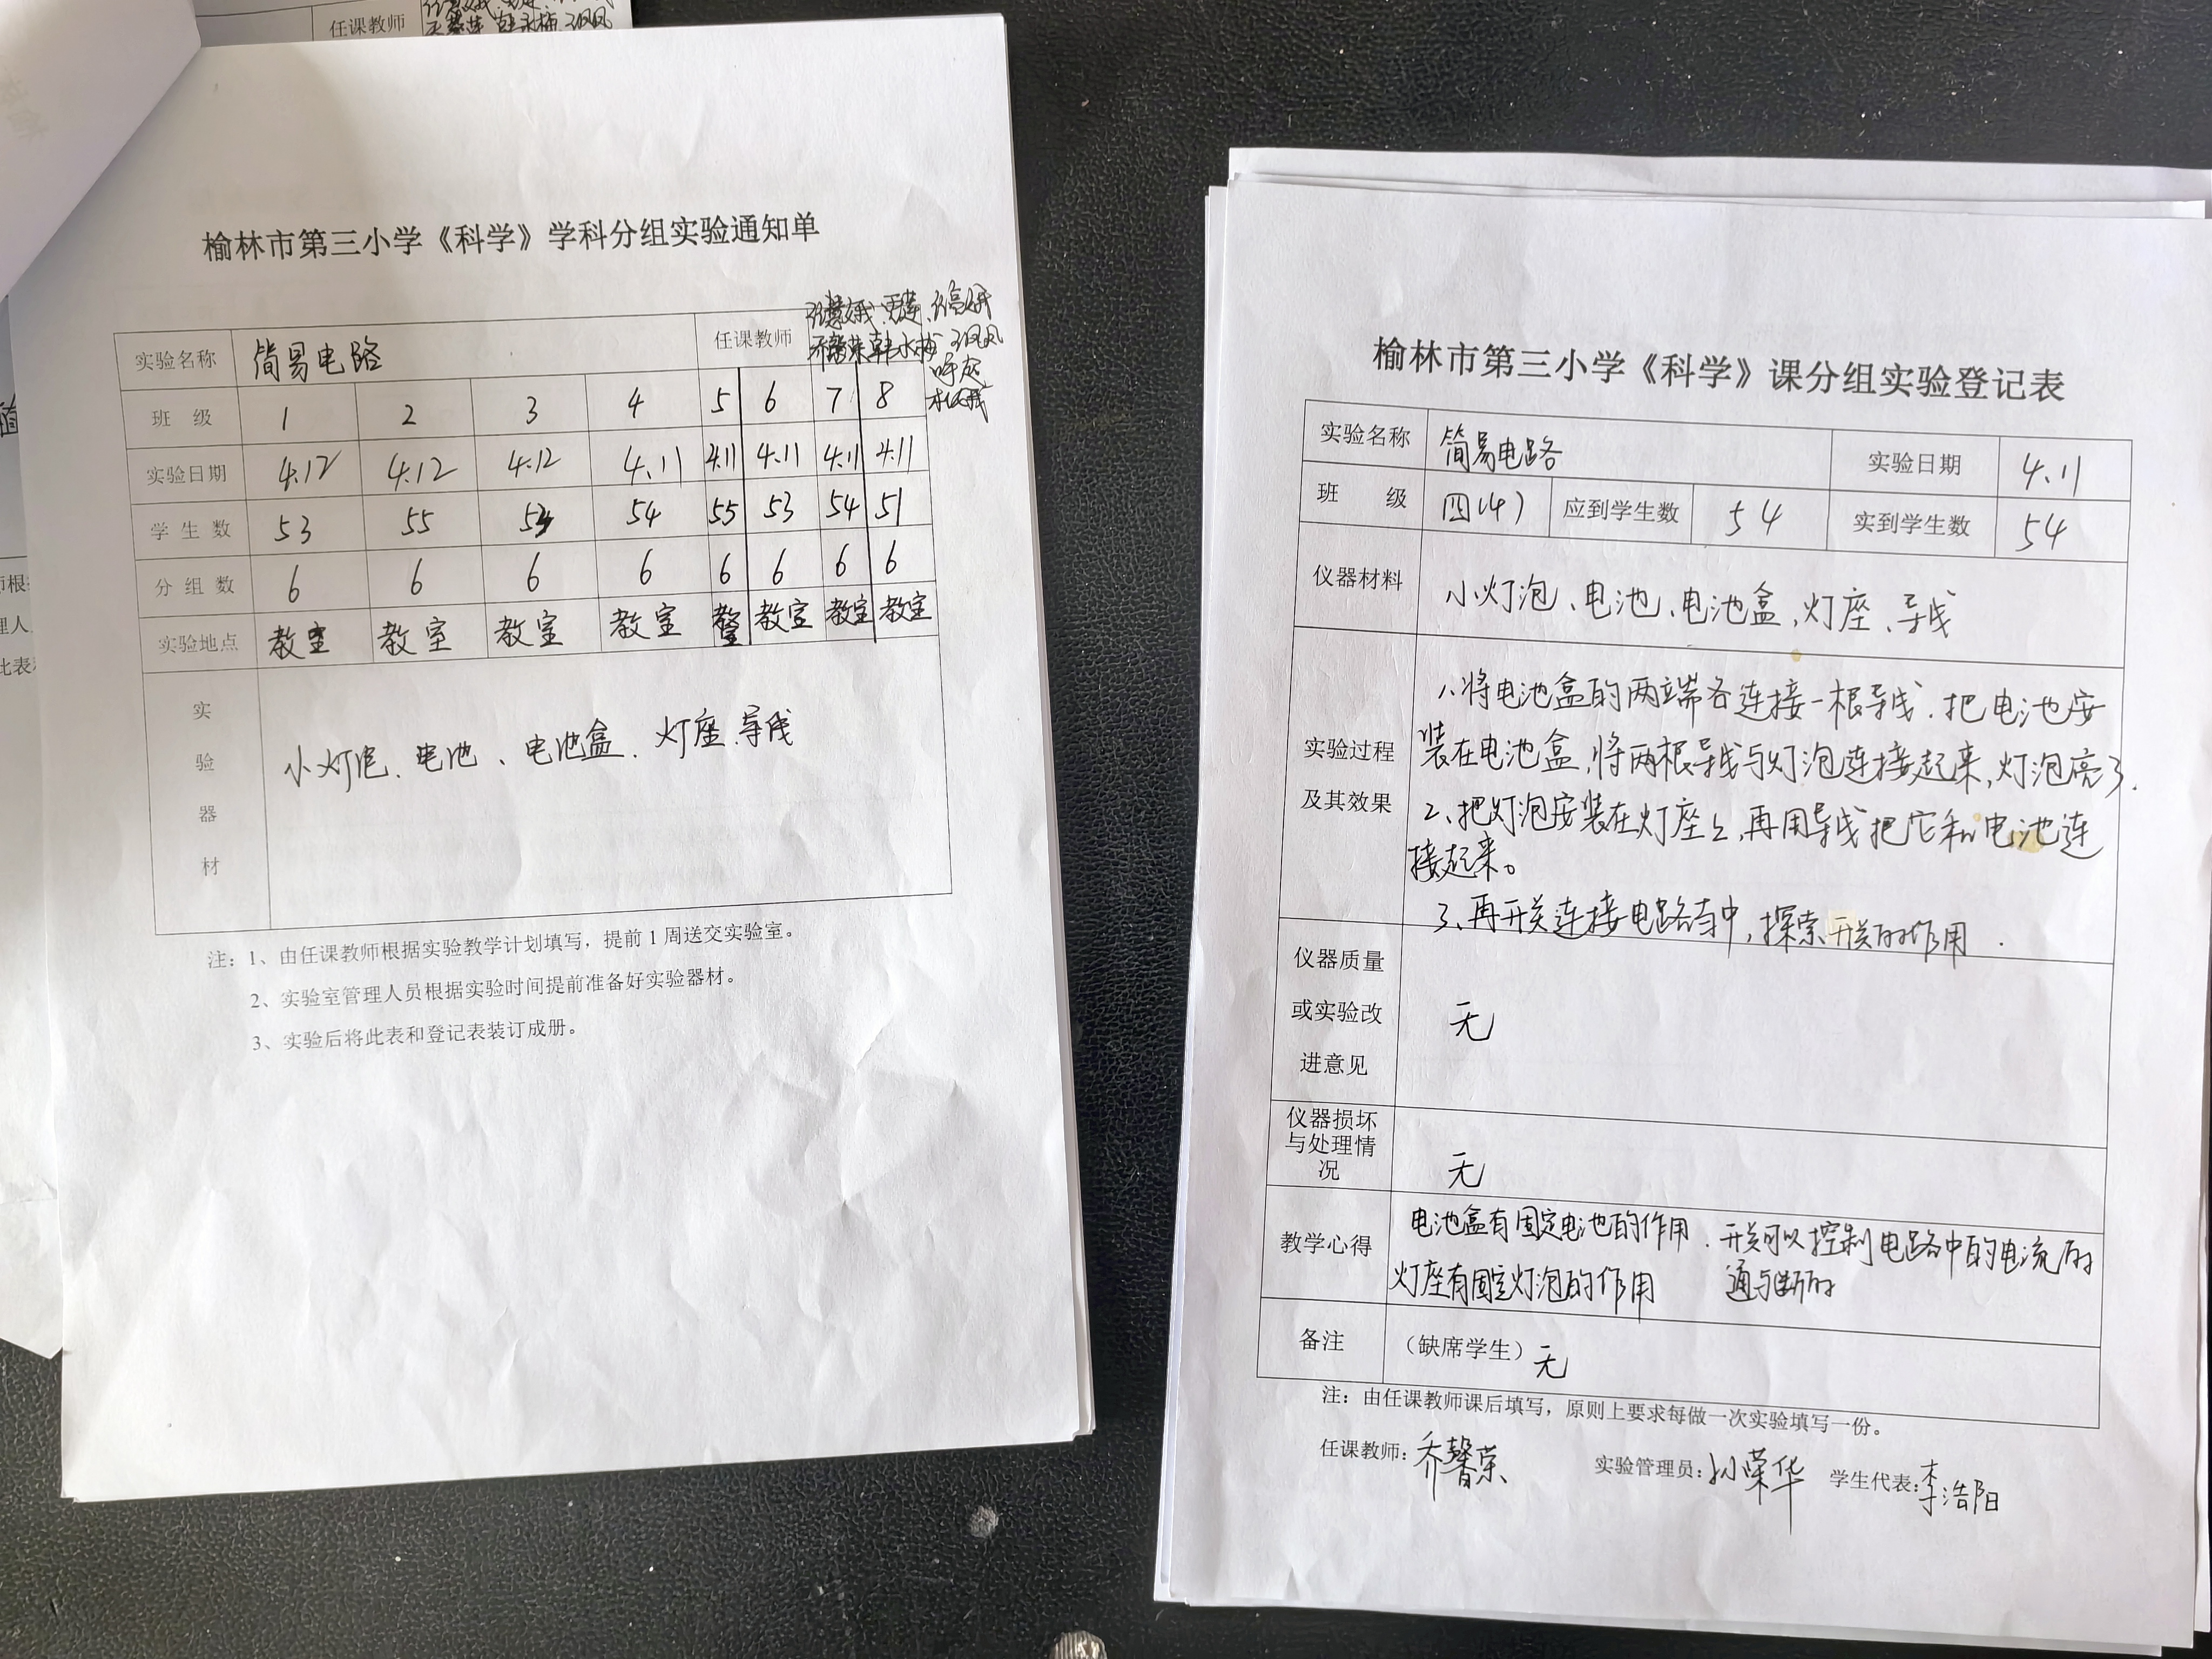 任课教师
榆林市第三小学《科学》学科分组实验通知单
实验名称 简易电路 任课教师
班 级 1 2 3 4 5 6 7 8
实验日期 4.12 4.12 4.12 4.11 4.11 4.11 4.11 4.11
学 生 数 53 55 54 55 53 54 51
分 组 数 6 6 6 6 6 6 6 6
实验地点 教室 教室 教室 教室 教室 教室 教室 教室
实
验
器
材
小灯泡、电池、电池盒、灯座、导线
注：1、由任课教师根据实验教学计划填写，提前1周送交实验室。
2、实验室管理人员根据实验时间提前准备好实验器材。
3、实验后将此表和登记表装订成册。
榆林市第三小学《科学》课分组实验登记表
实验名称 简易电路 实验日期 4.11
班 级 四(4) 应到学生数 54 实到学生数 54
仪器材料 小灯泡、电池、电池盒、灯座、导线
实验过程
及其效果
1、将电池盒的两端各连接一根导线.把电池安
装在电池盒,将两根导线与灯泡连接起来,灯泡亮了.
2、把灯泡安装在灯座上,再用导线把它和电池连
接起来。
3、再开关连接电路当中,探索开关的作用.
仪器质量
或实验改
进意见
无
仪器损坏
与处理情
况
无
教学心得
电池盒有固定电池的作用.开关可以控制电路中的电流的
灯座有固定灯泡的作用 通与断的
备注 （缺席学生）无
注：由任课教师课后填写，原则上要求每做一次实验填写一份。
任课教师：乔馨荣 实验管理员：孙荣华 学生代表：李浩阳